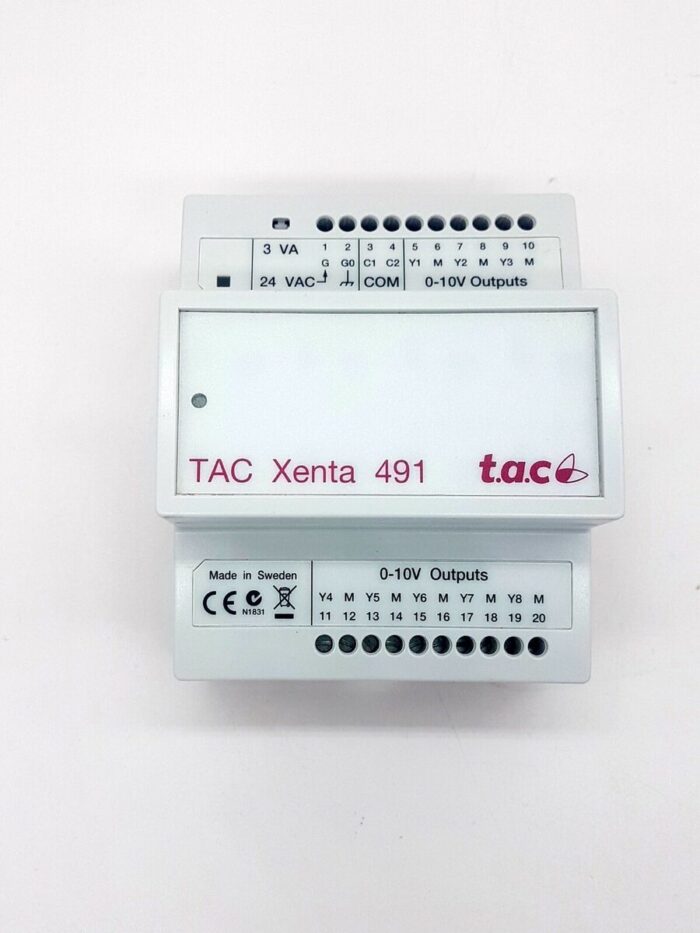 3 VA 1 2 3 4 5 6 7 8 9 10
G G0 C1 C2 Y1 M Y2 M Y3 M
24 VAC COM 0-10V Outputs
TAC Xenta 491 t.a.c
Made in Sweden 0-10V Outputs
CE N1831 Y4 M Y5 M Y6 M Y7 M Y8 M
11 12 13 14 15 16 17 18 19 20